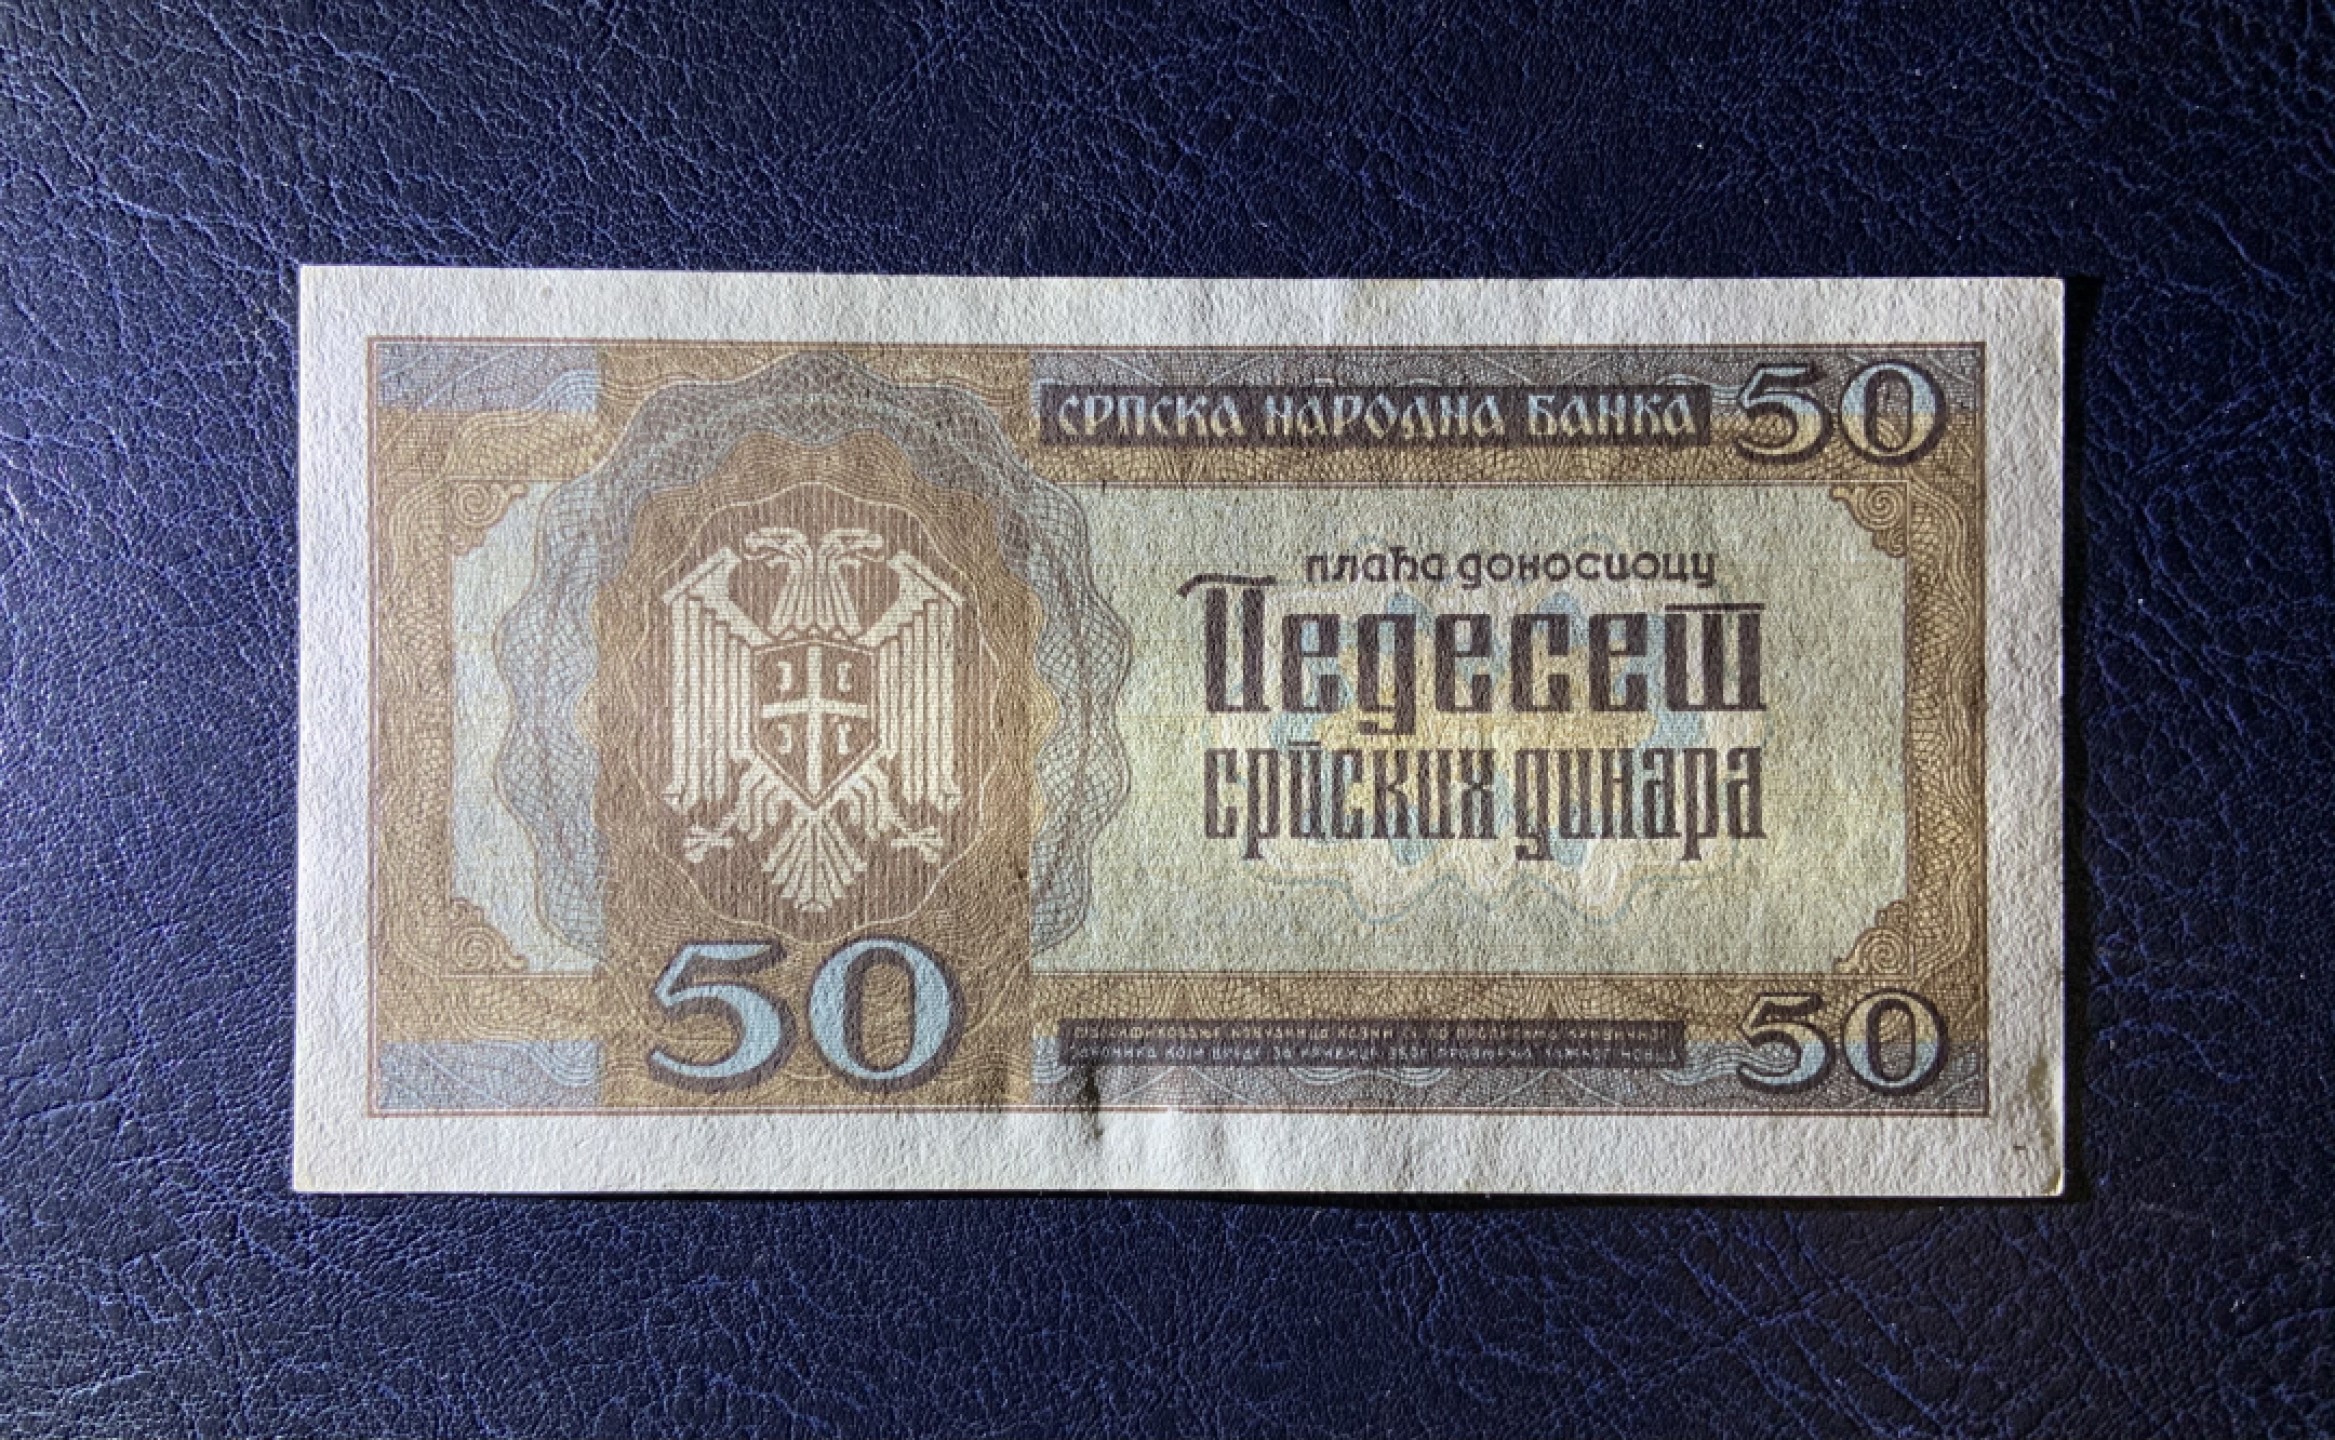 СРПСКА НАРОДНА БАНКА 50
плаћа доносиоцу
Педесет
српских динара
50
50